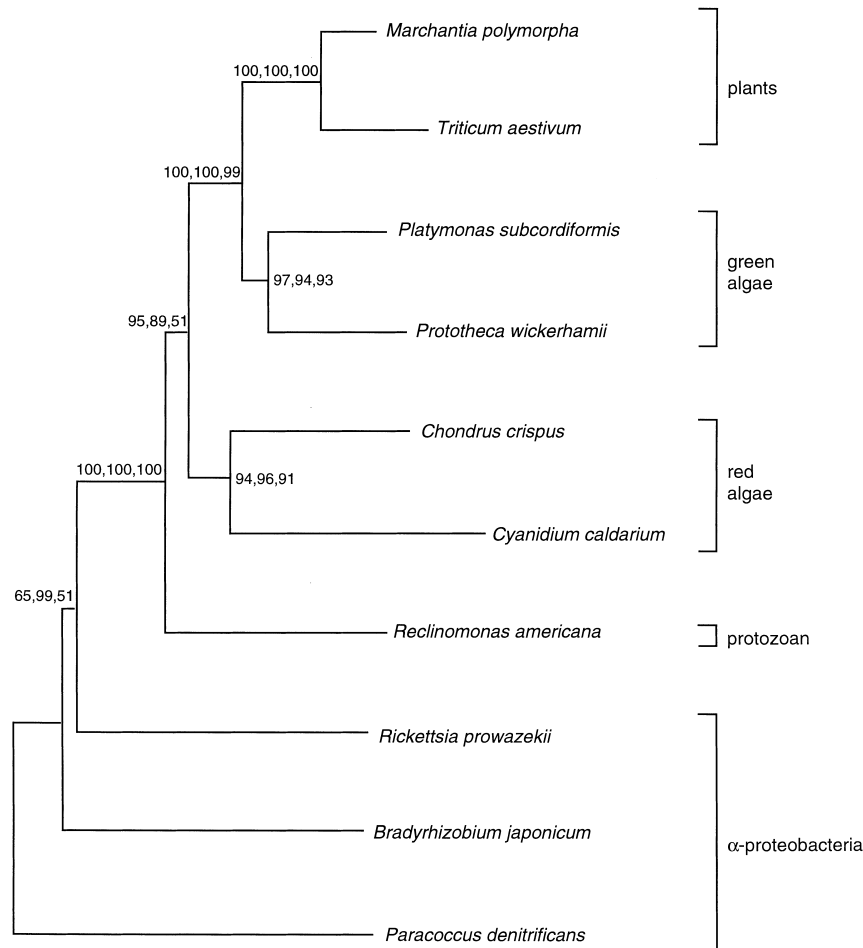 Marchantia polymorpha
100,100,100
plants
Triticum aestivum
100,100,99
Platymonas subcordiformis
green
algae
97,94,93
95,89,51
Prototheca wickerhamii
Chondrus crispus
100,100,100
94,96,91
red
algae
Cyanidium caldarium
65,99,51
Reclinomonas americana
protozoan
Rickettsia prowazekii
Bradyrhizobium japonicum
α-proteobacteria
Paracoccus denitrificans